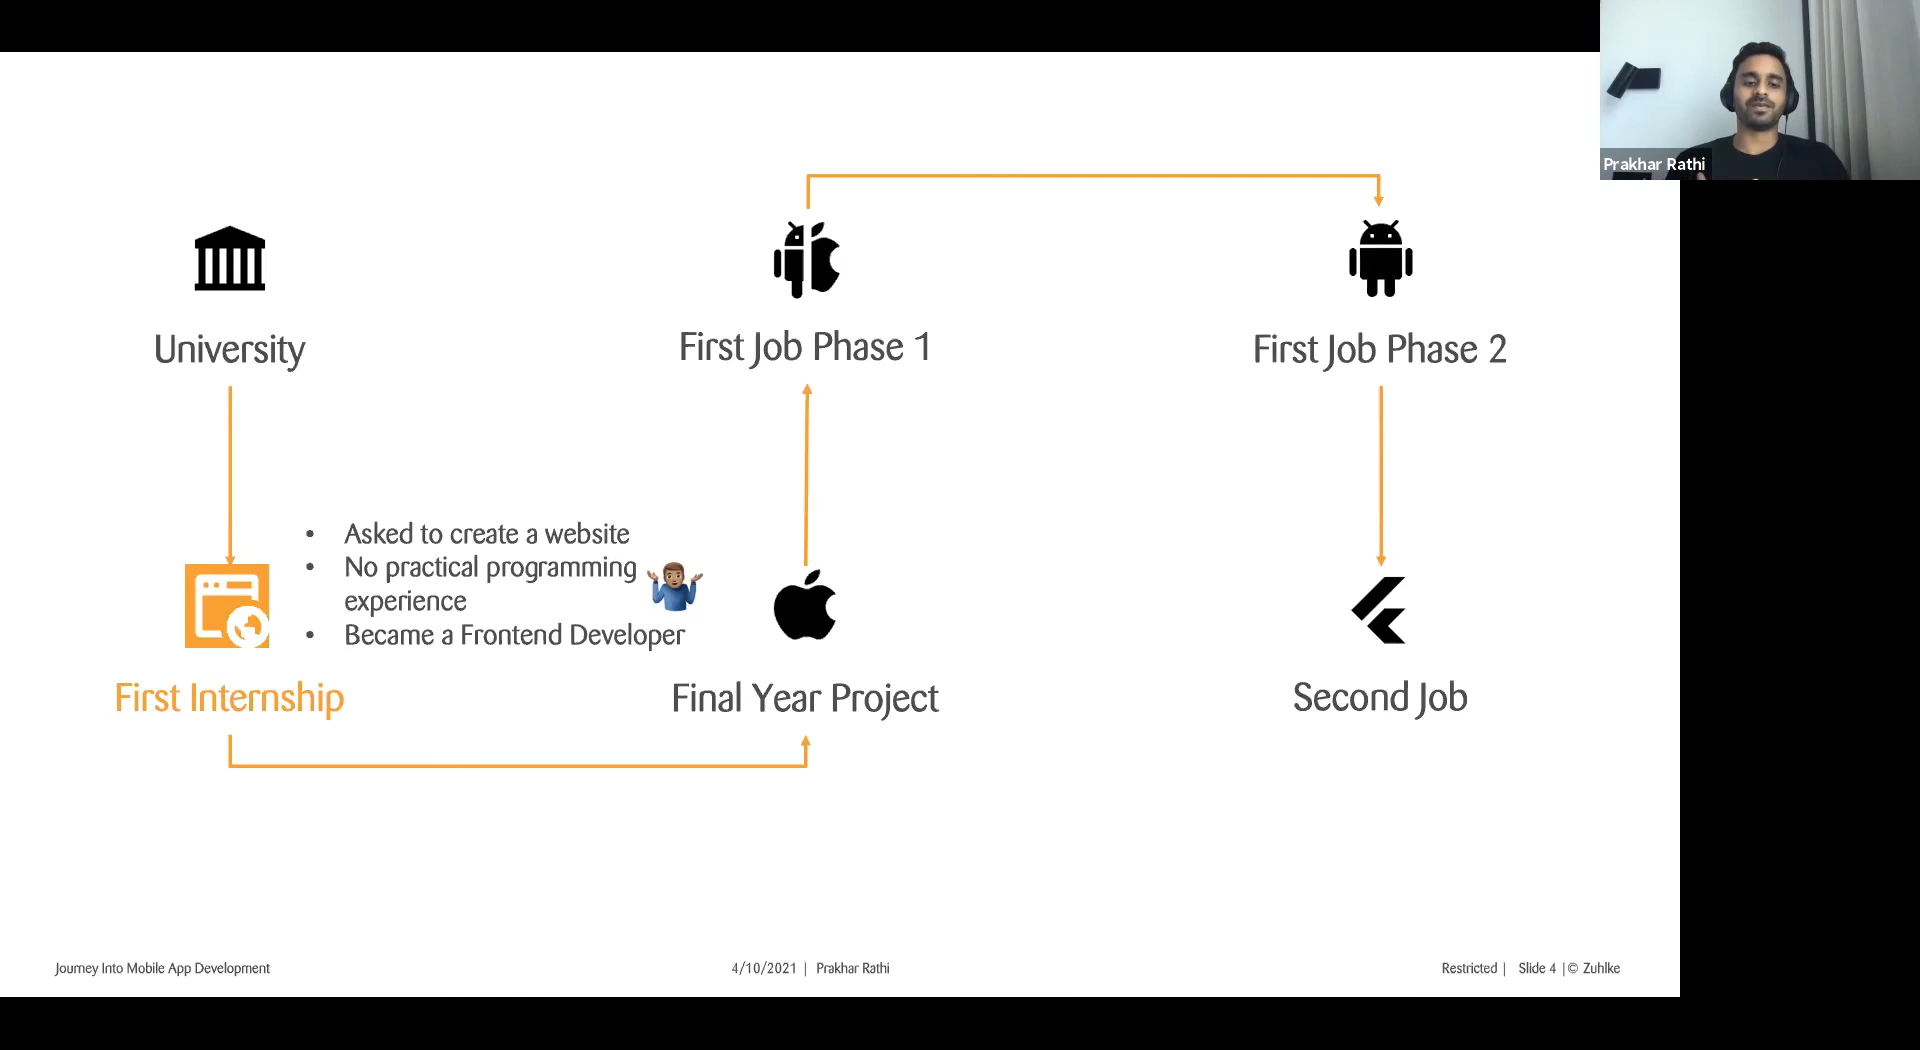 Prakhar Rathi
University
First Job Phase 1
First Job Phase 2
• Asked to create a website
• No practical programming
experience
• Became a Frontend Developer
First Internship
Final Year Project
Second Job
Journey Into Mobile App Development
4/10/2021 | Prakhar Rathi
Restricted | Slide 4 | © Zuhlke